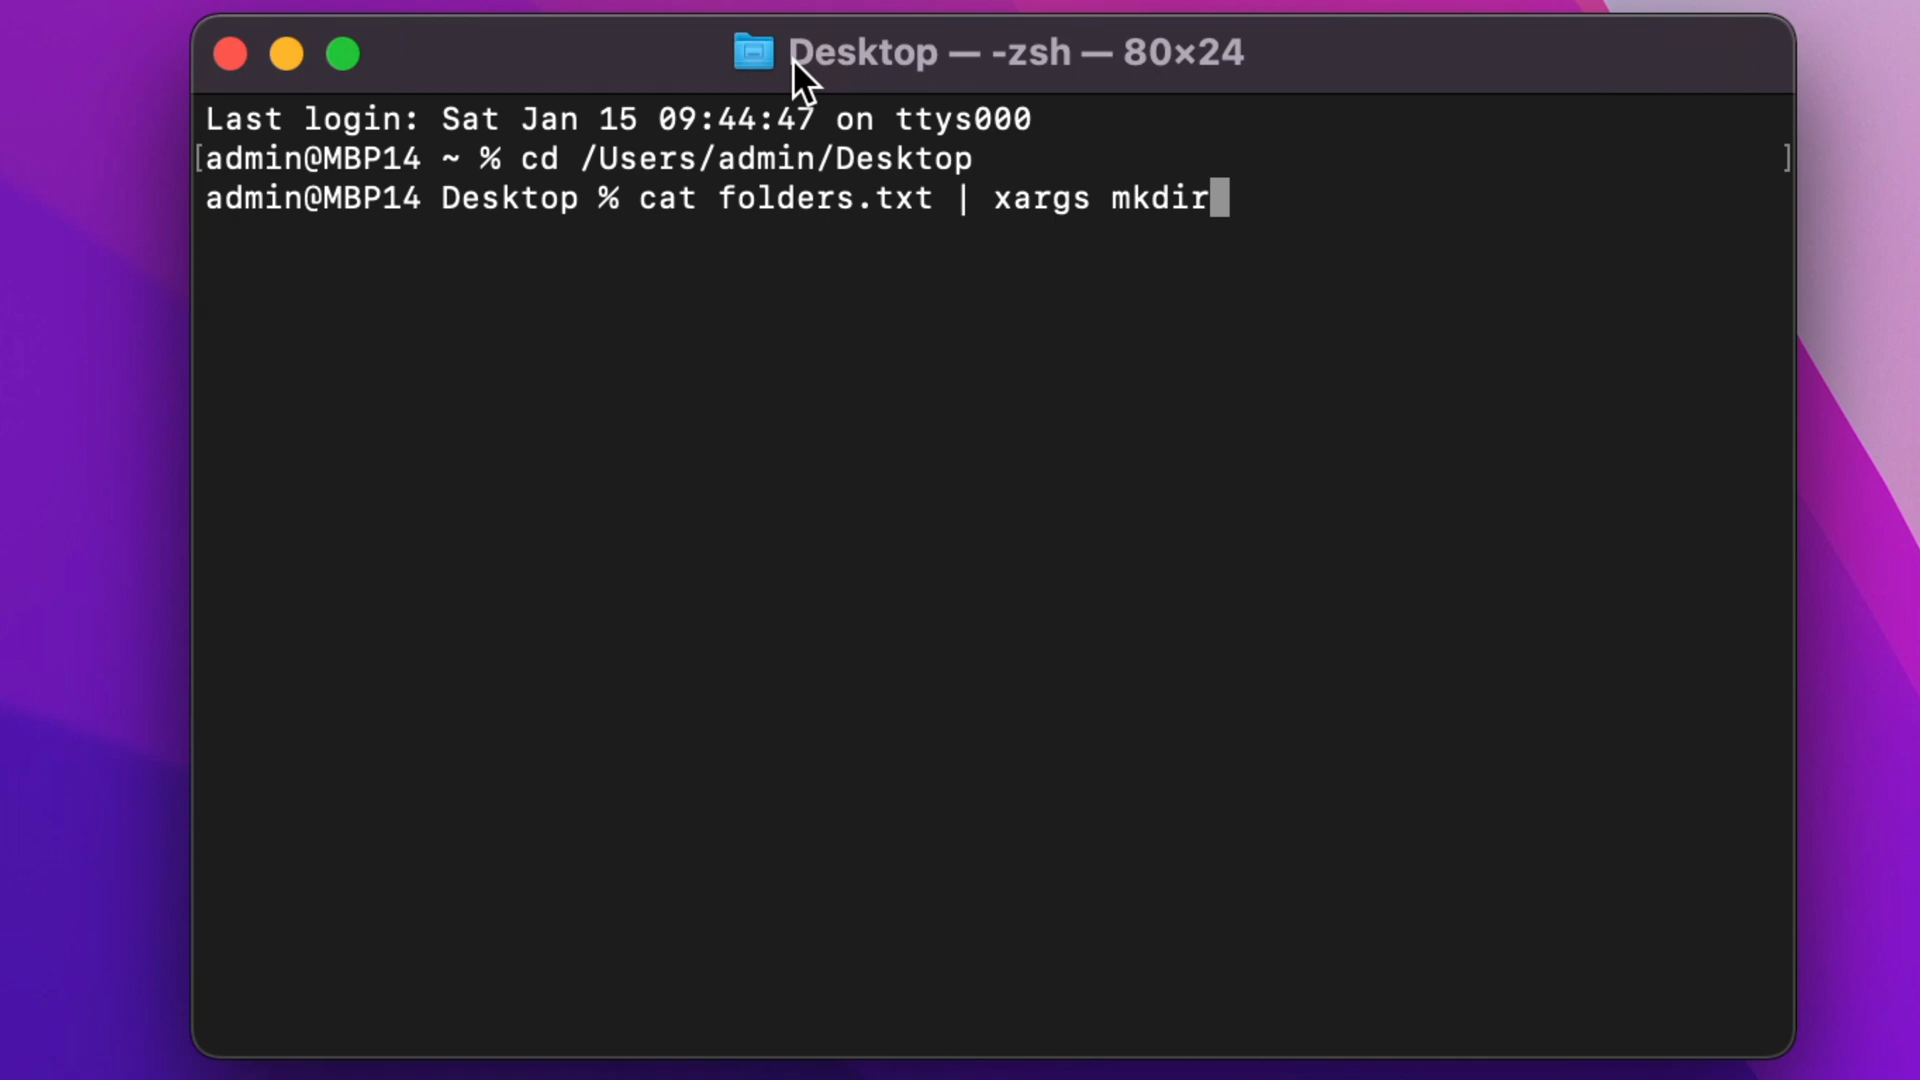 Desktop — -zsh — 80×24
Last login: Sat Jan 15 09:44:47 on ttys000
[admin@MBP14 ~ % cd /Users/admin/Desktop ]
admin@MBP14 Desktop % cat folders.txt | xargs mkdir